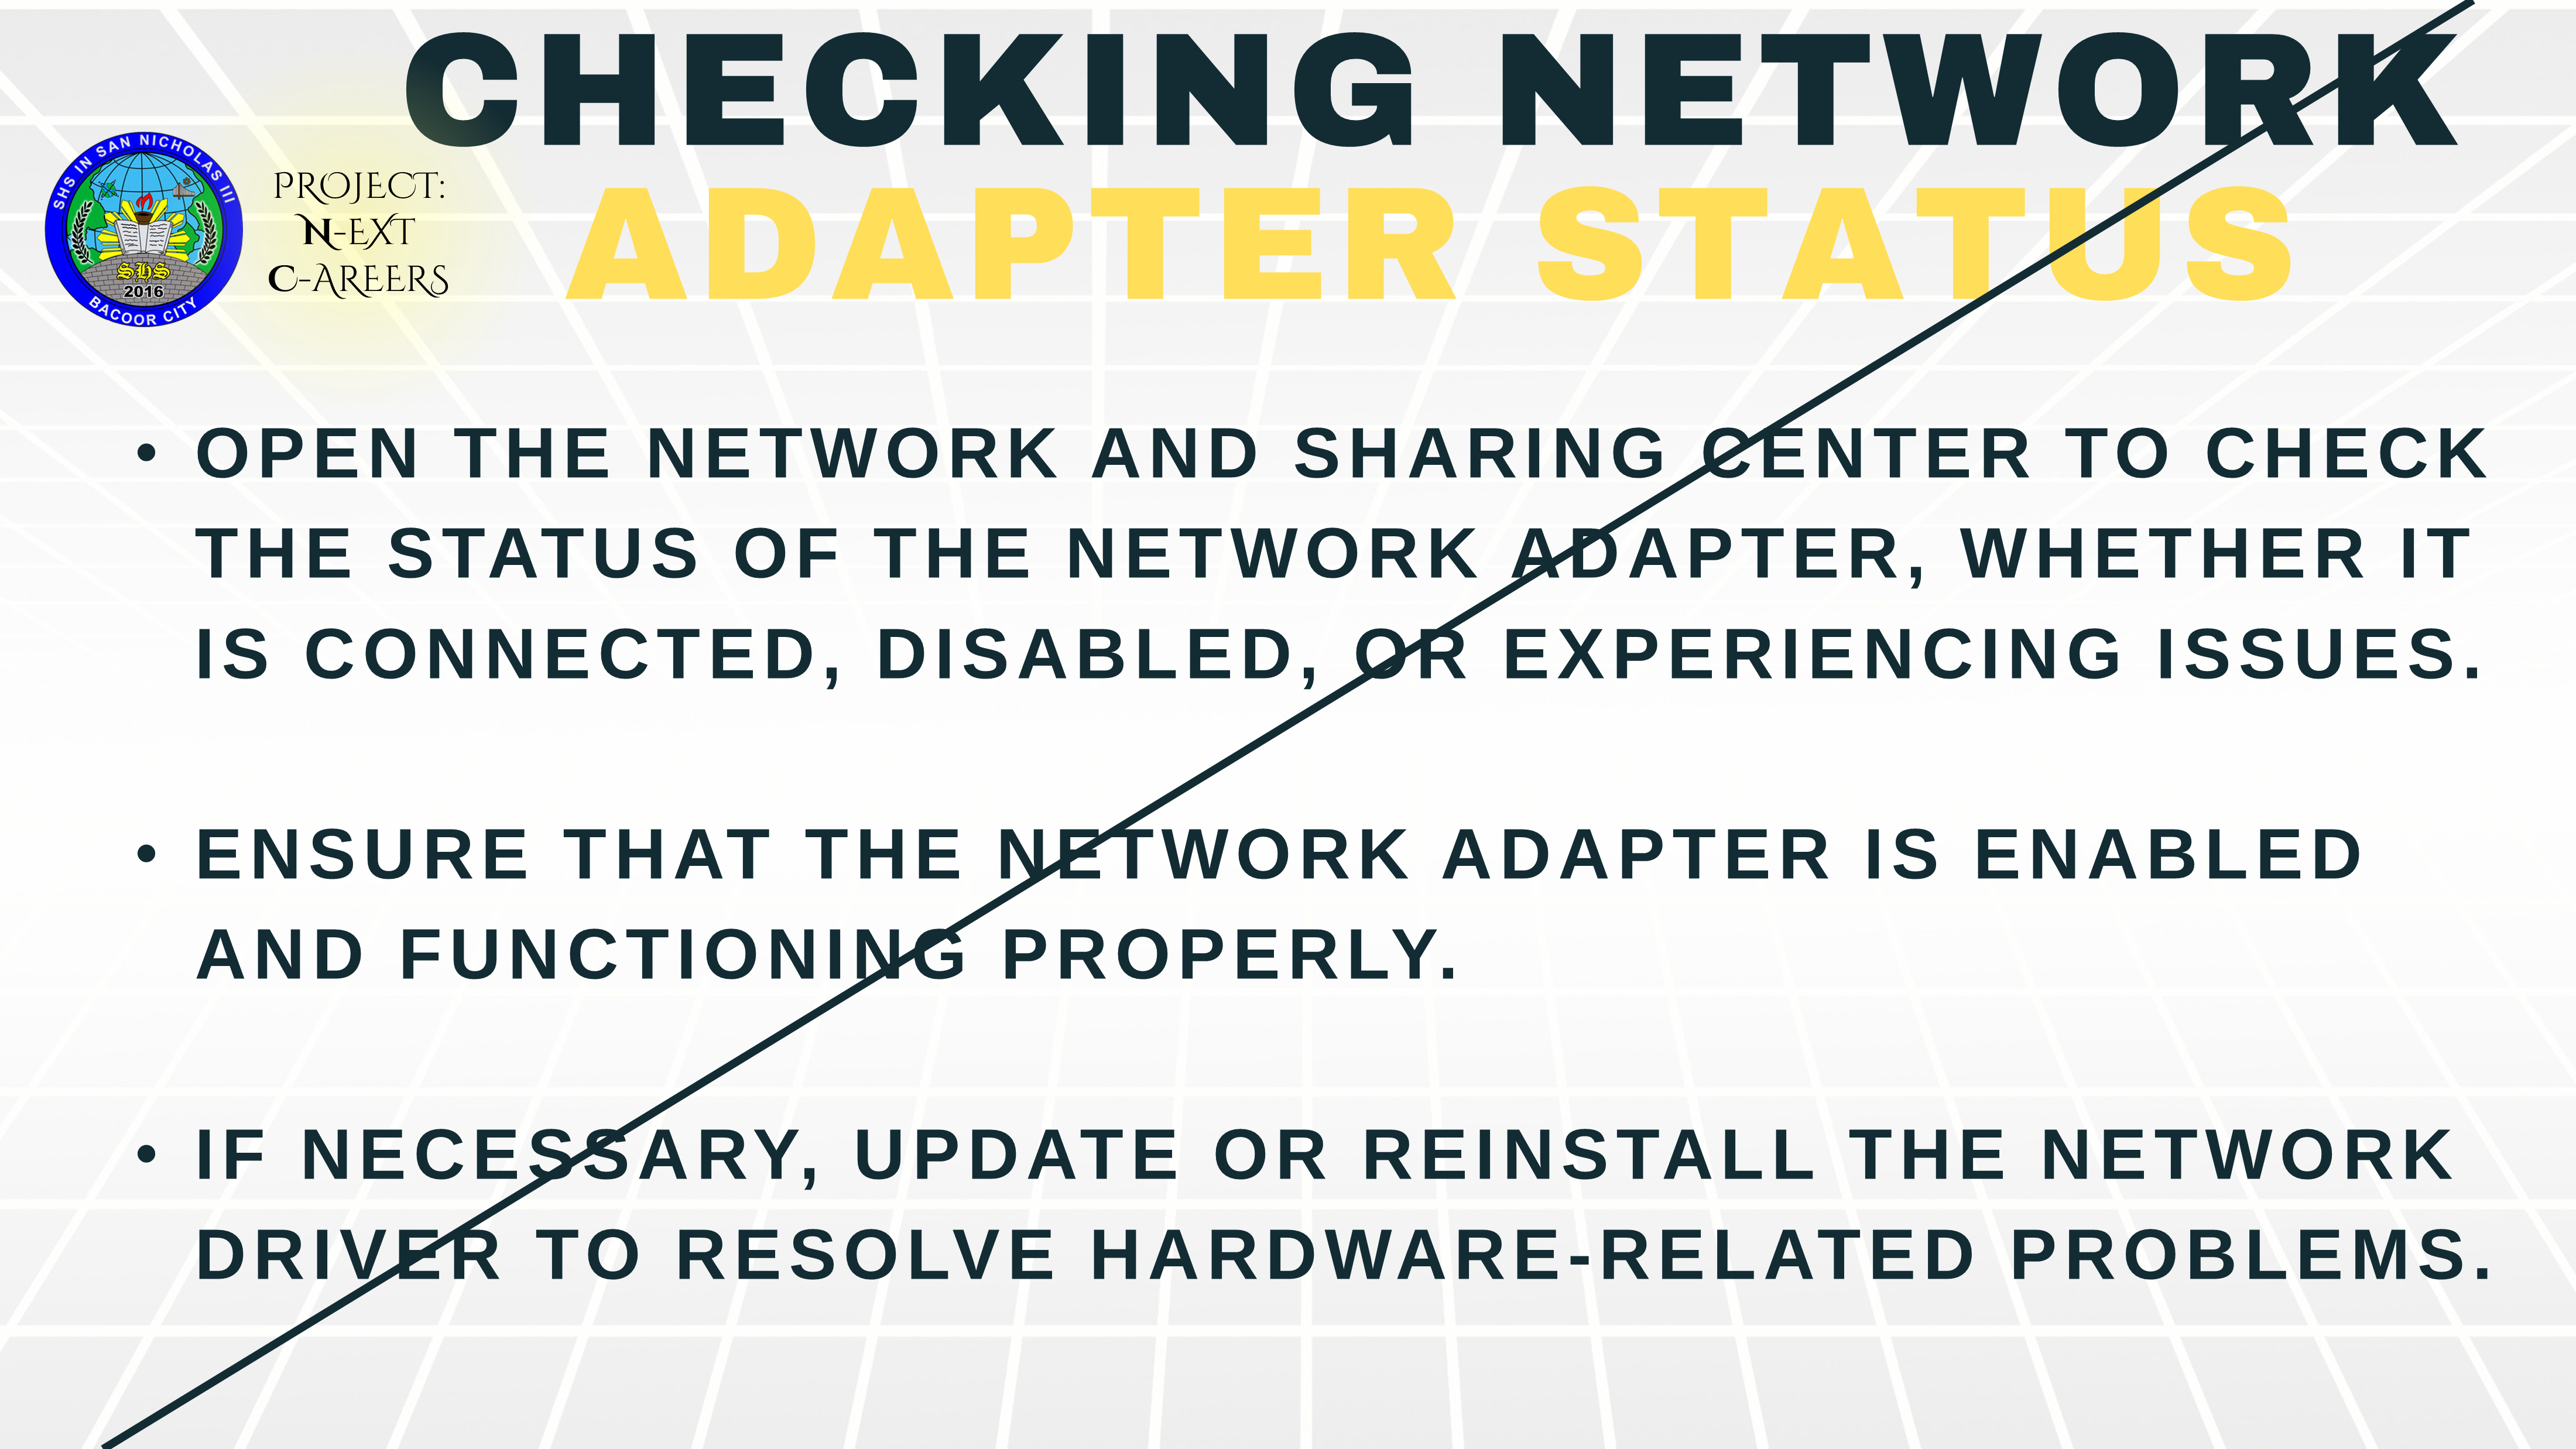 CHECKING NETWORK
ADAPTER STATUS
SHS IN SAN NICHOLAS III
SHS
2016
BACOOR CITY
PROJECT:
N-EXT
C-AREERS
• OPEN THE NETWORK AND SHARING CENTER TO CHECK
THE STATUS OF THE NETWORK ADAPTER, WHETHER IT
IS CONNECTED, DISABLED, OR EXPERIENCING ISSUES.
• ENSURE THAT THE NETWORK ADAPTER IS ENABLED
AND FUNCTIONING PROPERLY.
• IF NECESSARY, UPDATE OR REINSTALL THE NETWORK
DRIVER TO RESOLVE HARDWARE-RELATED PROBLEMS.